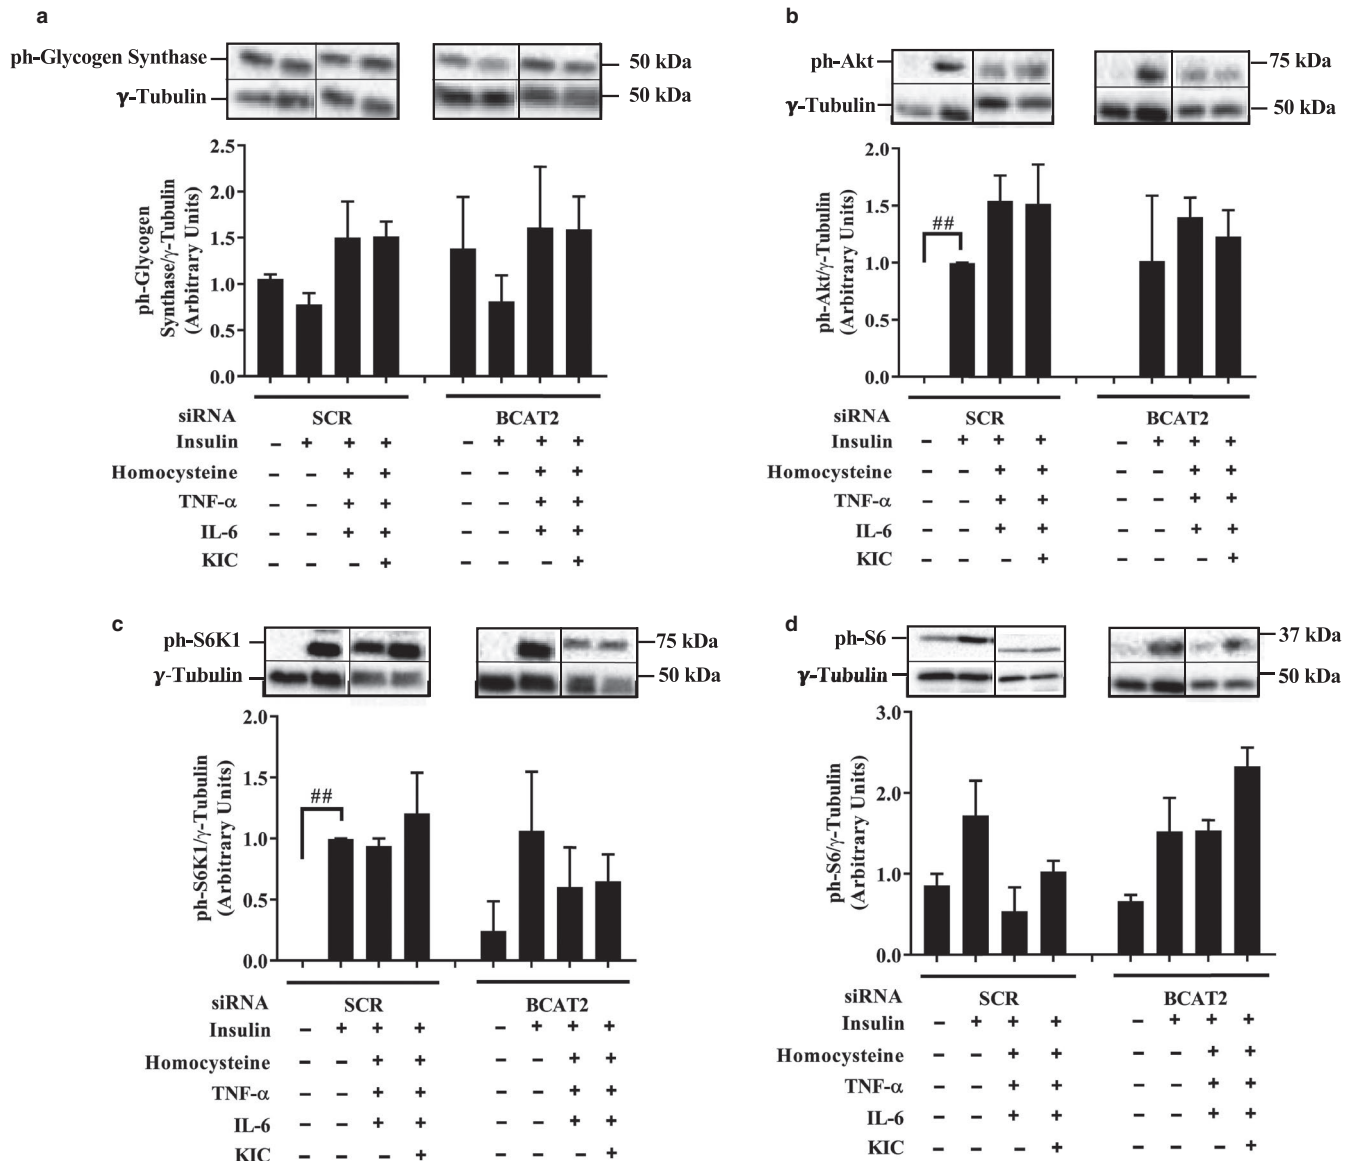 a
ph-Glycogen Synthase
50 kDa
γ-Tubulin
50 kDa
ph-Glycogen
Synthase/γ-Tubulin
(Arbitrary Units)
2.5
2.0
1.5
1.0
0.5
0.0
siRNA SCR BCAT2
Insulin – + + + – + + +
Homocysteine – – + + – – + +
TNF-α – – + + – – + +
IL-6 – – + + – – + +
KIC – – – + – – – +
b
ph-Akt
75 kDa
γ-Tubulin
50 kDa
ph-Akt/γ-Tubulin
(Arbitrary Units)
2.0
1.5
1.0
0.5
0.0
##
siRNA SCR BCAT2
Insulin – + + + – + + +
Homocysteine – – + + – – + +
TNF-α – – + + – – + +
IL-6 – – + + – – + +
KIC – – – + – – – +
c
ph-S6K1
75 kDa
γ-Tubulin
50 kDa
ph-S6K1/γ-Tubulin
(Arbitrary Units)
2.0
1.5
1.0
0.5
0.0
##
siRNA SCR BCAT2
Insulin – + + + – + + +
Homocysteine – – + + – – + +
TNF-α – – + + – – + +
IL-6 – – + + – – + +
KIC – – – + – – – +
d
ph-S6
37 kDa
γ-Tubulin
50 kDa
ph-S6/γ-Tubulin
(Arbitrary Units)
3.0
2.0
1.0
0.0
siRNA SCR BCAT2
Insulin – + + + – + + +
Homocysteine – – + + – – + +
TNF-α – – + + – – + +
IL-6 – – + + – – + +
KIC – – – + – – – +